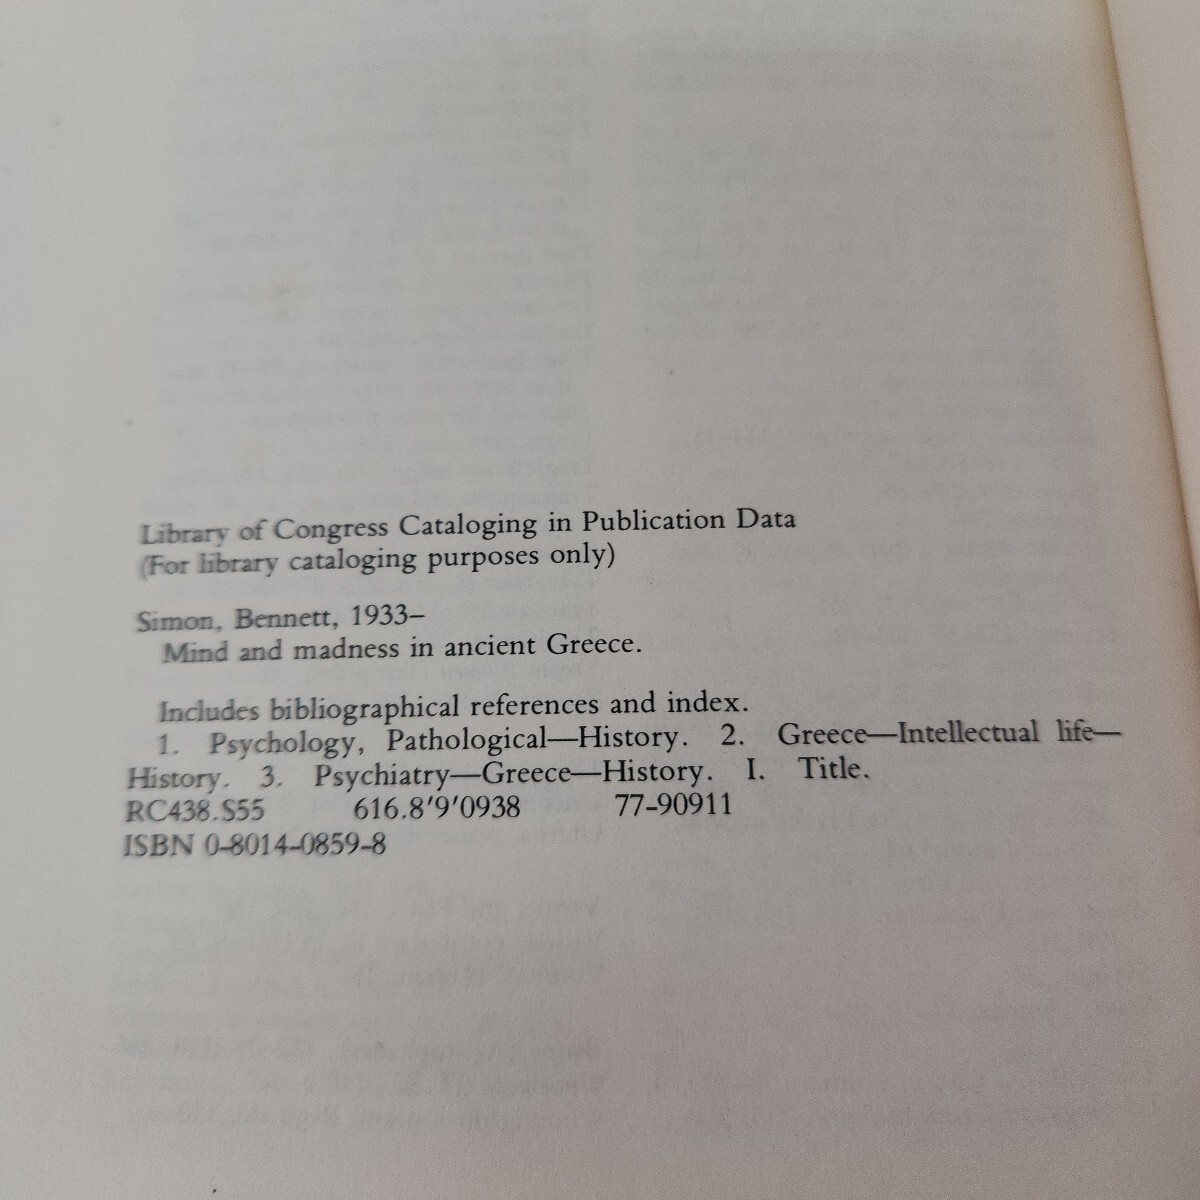 Library of Congress Cataloging in Publication Data
(For library cataloging purposes only)
Simon, Bennett, 1933–
Mind and madness in ancient Greece.
Includes bibliographical references and index.
1. Psychology, Pathological—History. 2. Greece—Intellectual life—
History. 3. Psychiatry—Greece—History. I. Title.
RC438.S55 616.8'9'0938 77-90911
ISBN 0-8014-0859-8